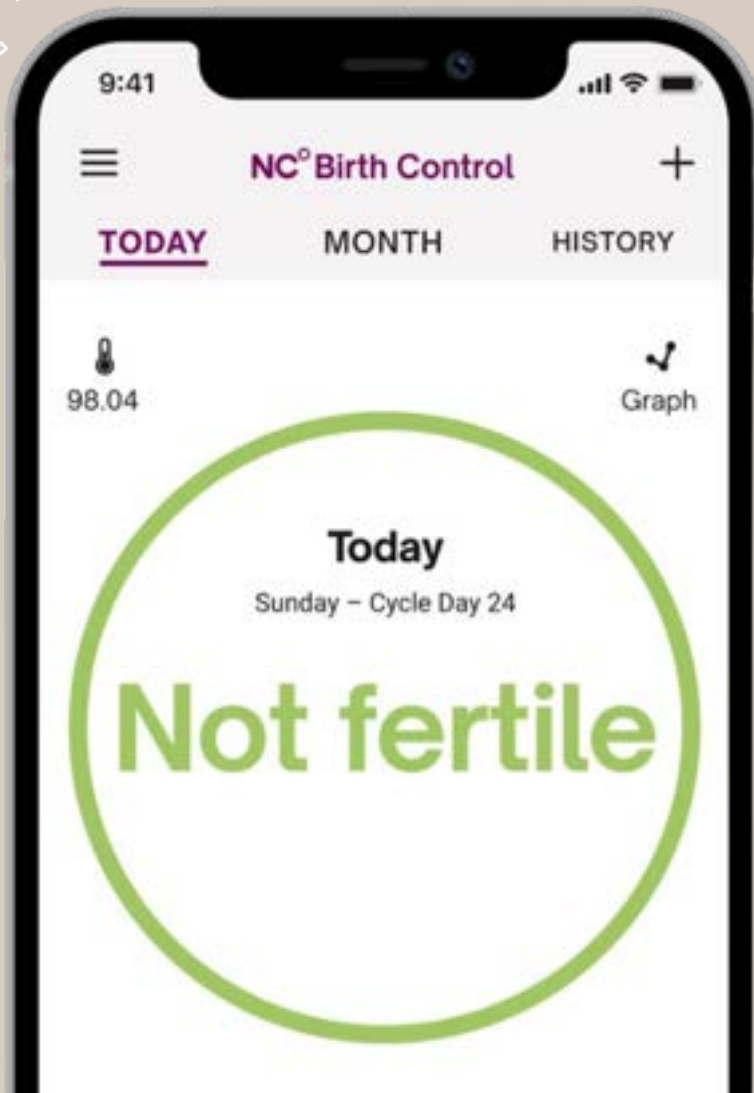 9:41
NC° Birth Control
TODAY MONTH HISTORY
98.04 Graph
Today
Sunday – Cycle Day 24
Not fertile